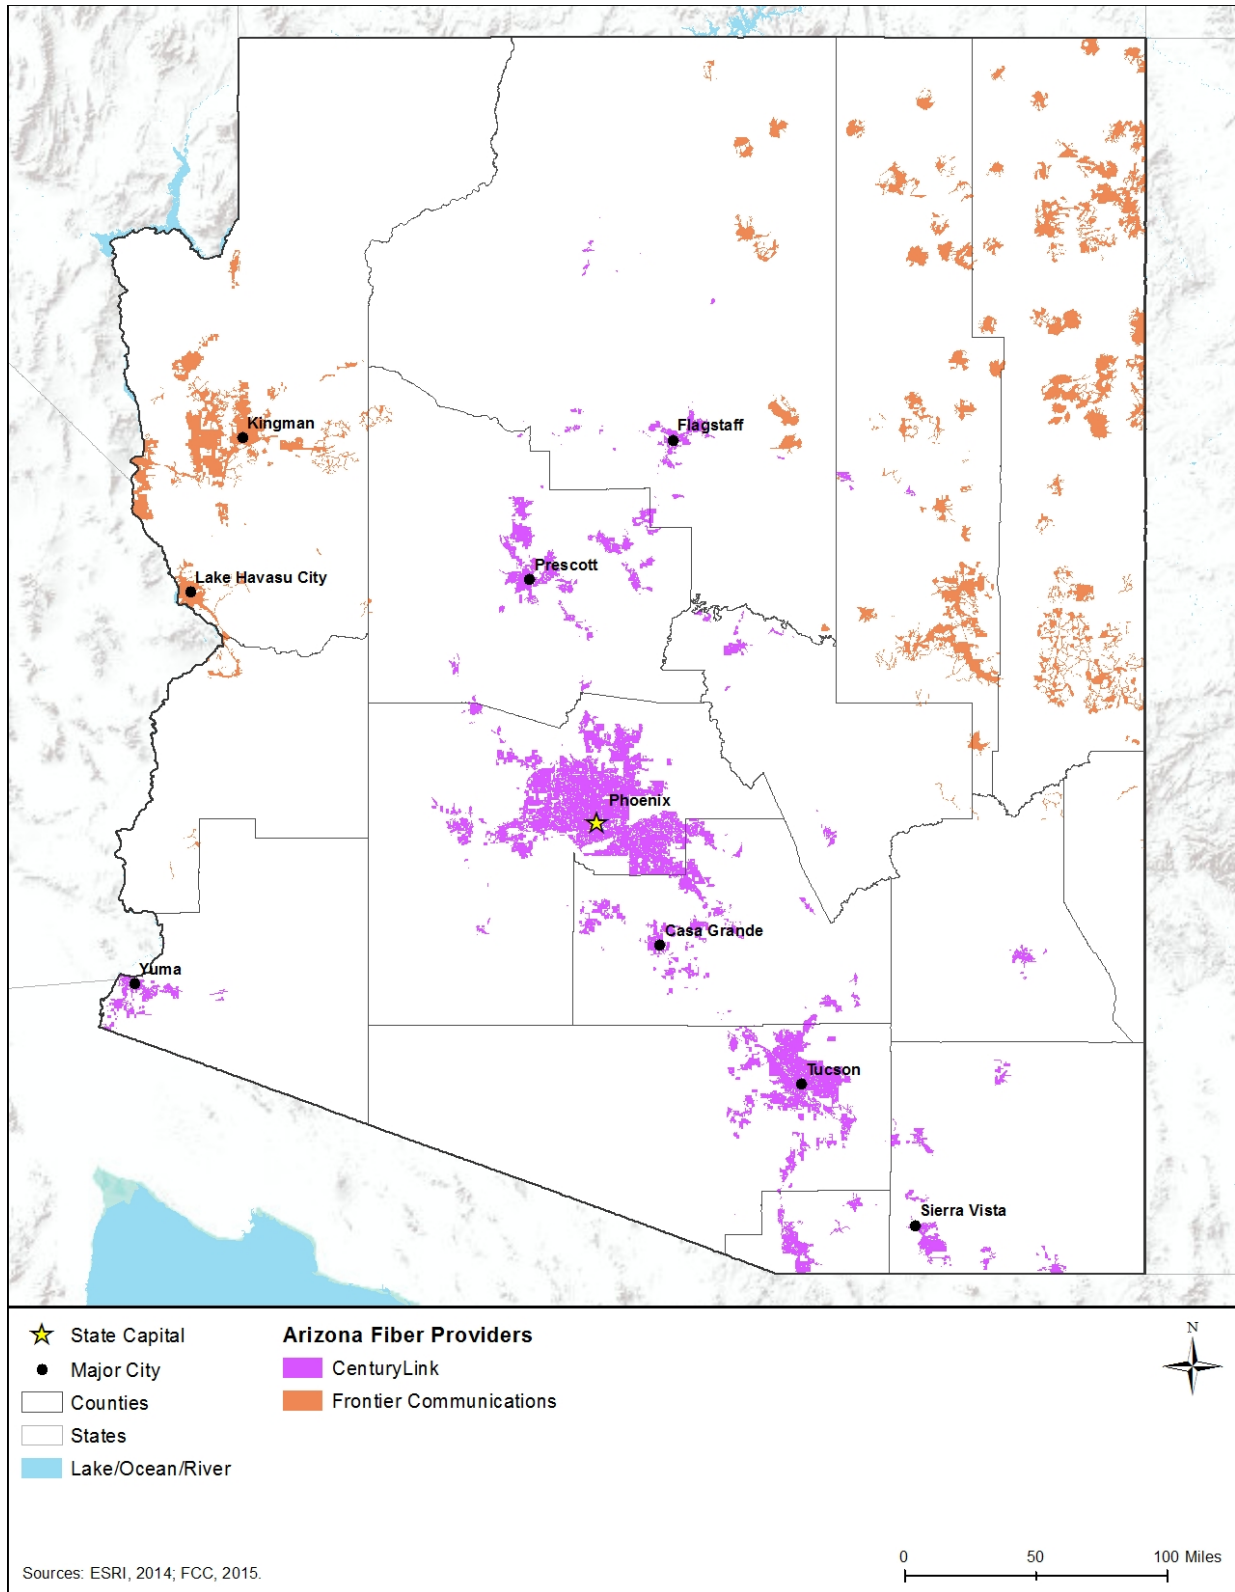 Kingman
Flagstaff
Lake Havasu City
Prescott
Phoenix
Casa Grande
Yuma
Tucson
Sierra Vista
State Capital
Major City
Counties
States
Lake/Ocean/River
Arizona Fiber Providers
CenturyLink
Frontier Communications
N
0 50 100 Miles
Sources: ESRI, 2014; FCC, 2015.